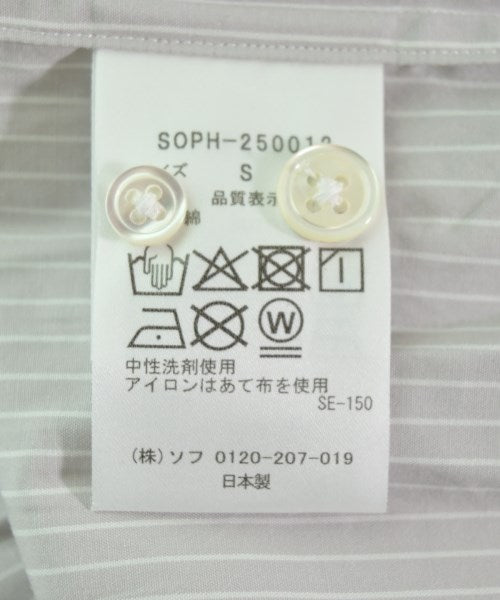 SOPH-250012
イズ S
品質表示
綿
W
中性洗剤使用
アイロンはあて布を使用
SE-150
(株)ソフ 0120-207-019
日本製